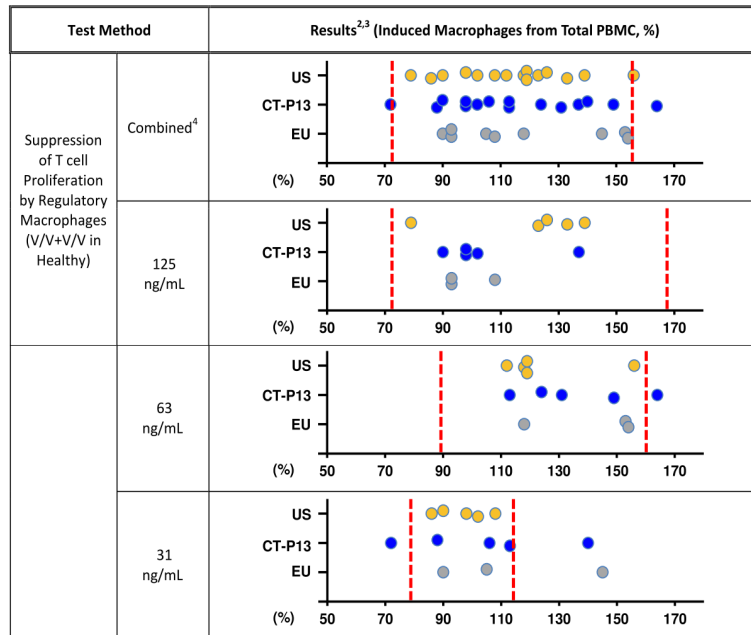 Test Method
Results2,3 (Induced Macrophages from Total PBMC, %)
Suppression
of T cell
Proliferation
by Regulatory
Macrophages
(V/V+V/V in
Healthy)
Combined4
US
CT-P13
EU
(%)
50 70 90 110 130 150 170
125
ng/mL
US
CT-P13
EU
(%)
50 70 90 110 130 150 170
63
ng/mL
US
CT-P13
EU
(%)
50 70 90 110 130 150 170
31
ng/mL
US
CT-P13
EU
(%)
50 70 90 110 130 150 170